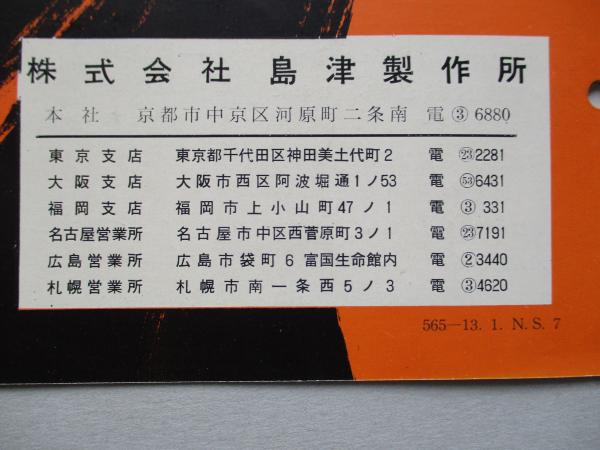 株式会社 島津製作所
本社 京都市中京区河原町二条南 電 ③6880
東京支店 東京都千代田区神田美土代町2 電 ㉓2281
大阪支店 大阪市西区阿波堀通1ノ53 電 (53)6431
福岡支店 福岡市上小山町47ノ1 電 ③ 331
名古屋営業所 名古屋市中区西菅原町3ノ1 電 ㉓7191
広島営業所 広島市袋町6 富国生命館内 電 ②3440
札幌営業所 札幌市南一条西5ノ3 電 ③4620
565—13. 1. N. S. 7